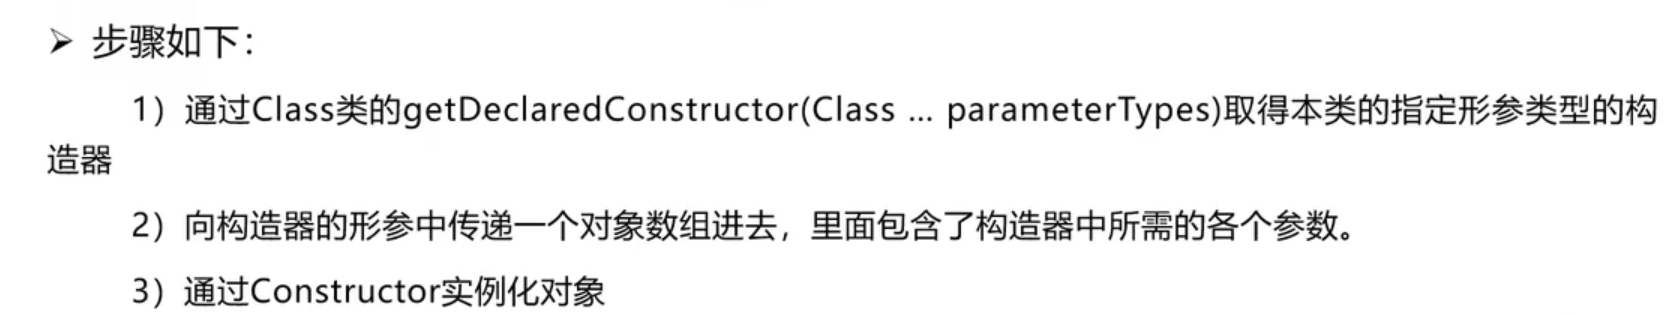 ➢ 步骤如下：
1）通过Class类的getDeclaredConstructor(Class ... parameterTypes)取得本类的指定形参类型的构
造器
2）向构造器的形参中传递一个对象数组进去，里面包含了构造器中所需的各个参数。
3）通过Constructor实例化对象